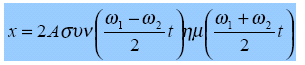 x = 2Aσυν((ω₁ − ω₂)/2 t)ημ((ω₁ + ω₂)/2 t)